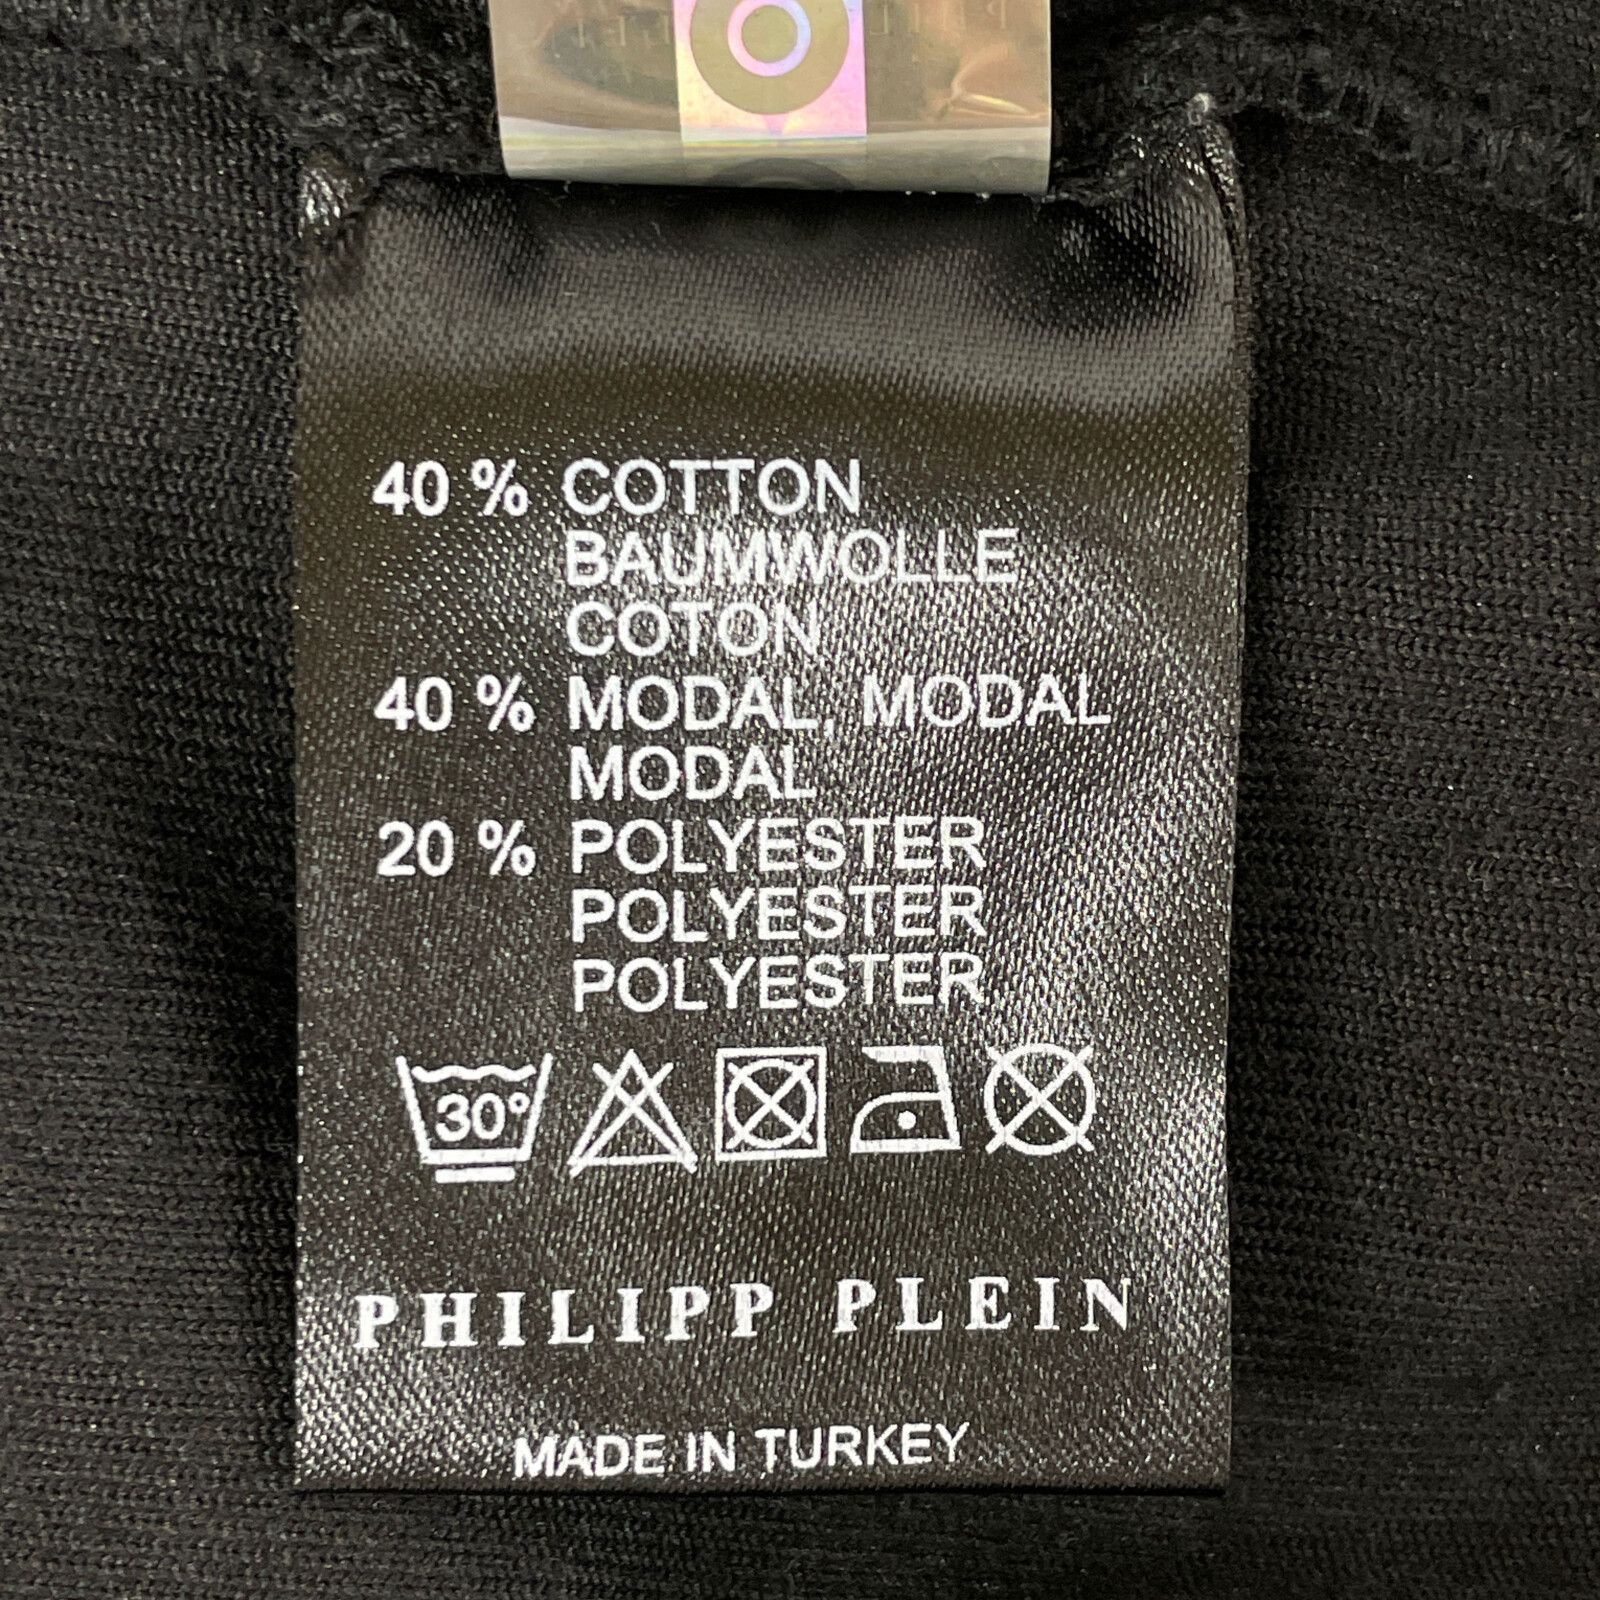 40 % COTTON
BAUMWOLLE
COTON
40 % MODAL, MODAL
MODAL
20 % POLYESTER
POLYESTER
POLYESTER
30°
PHILIPP PLEIN
MADE IN TURKEY